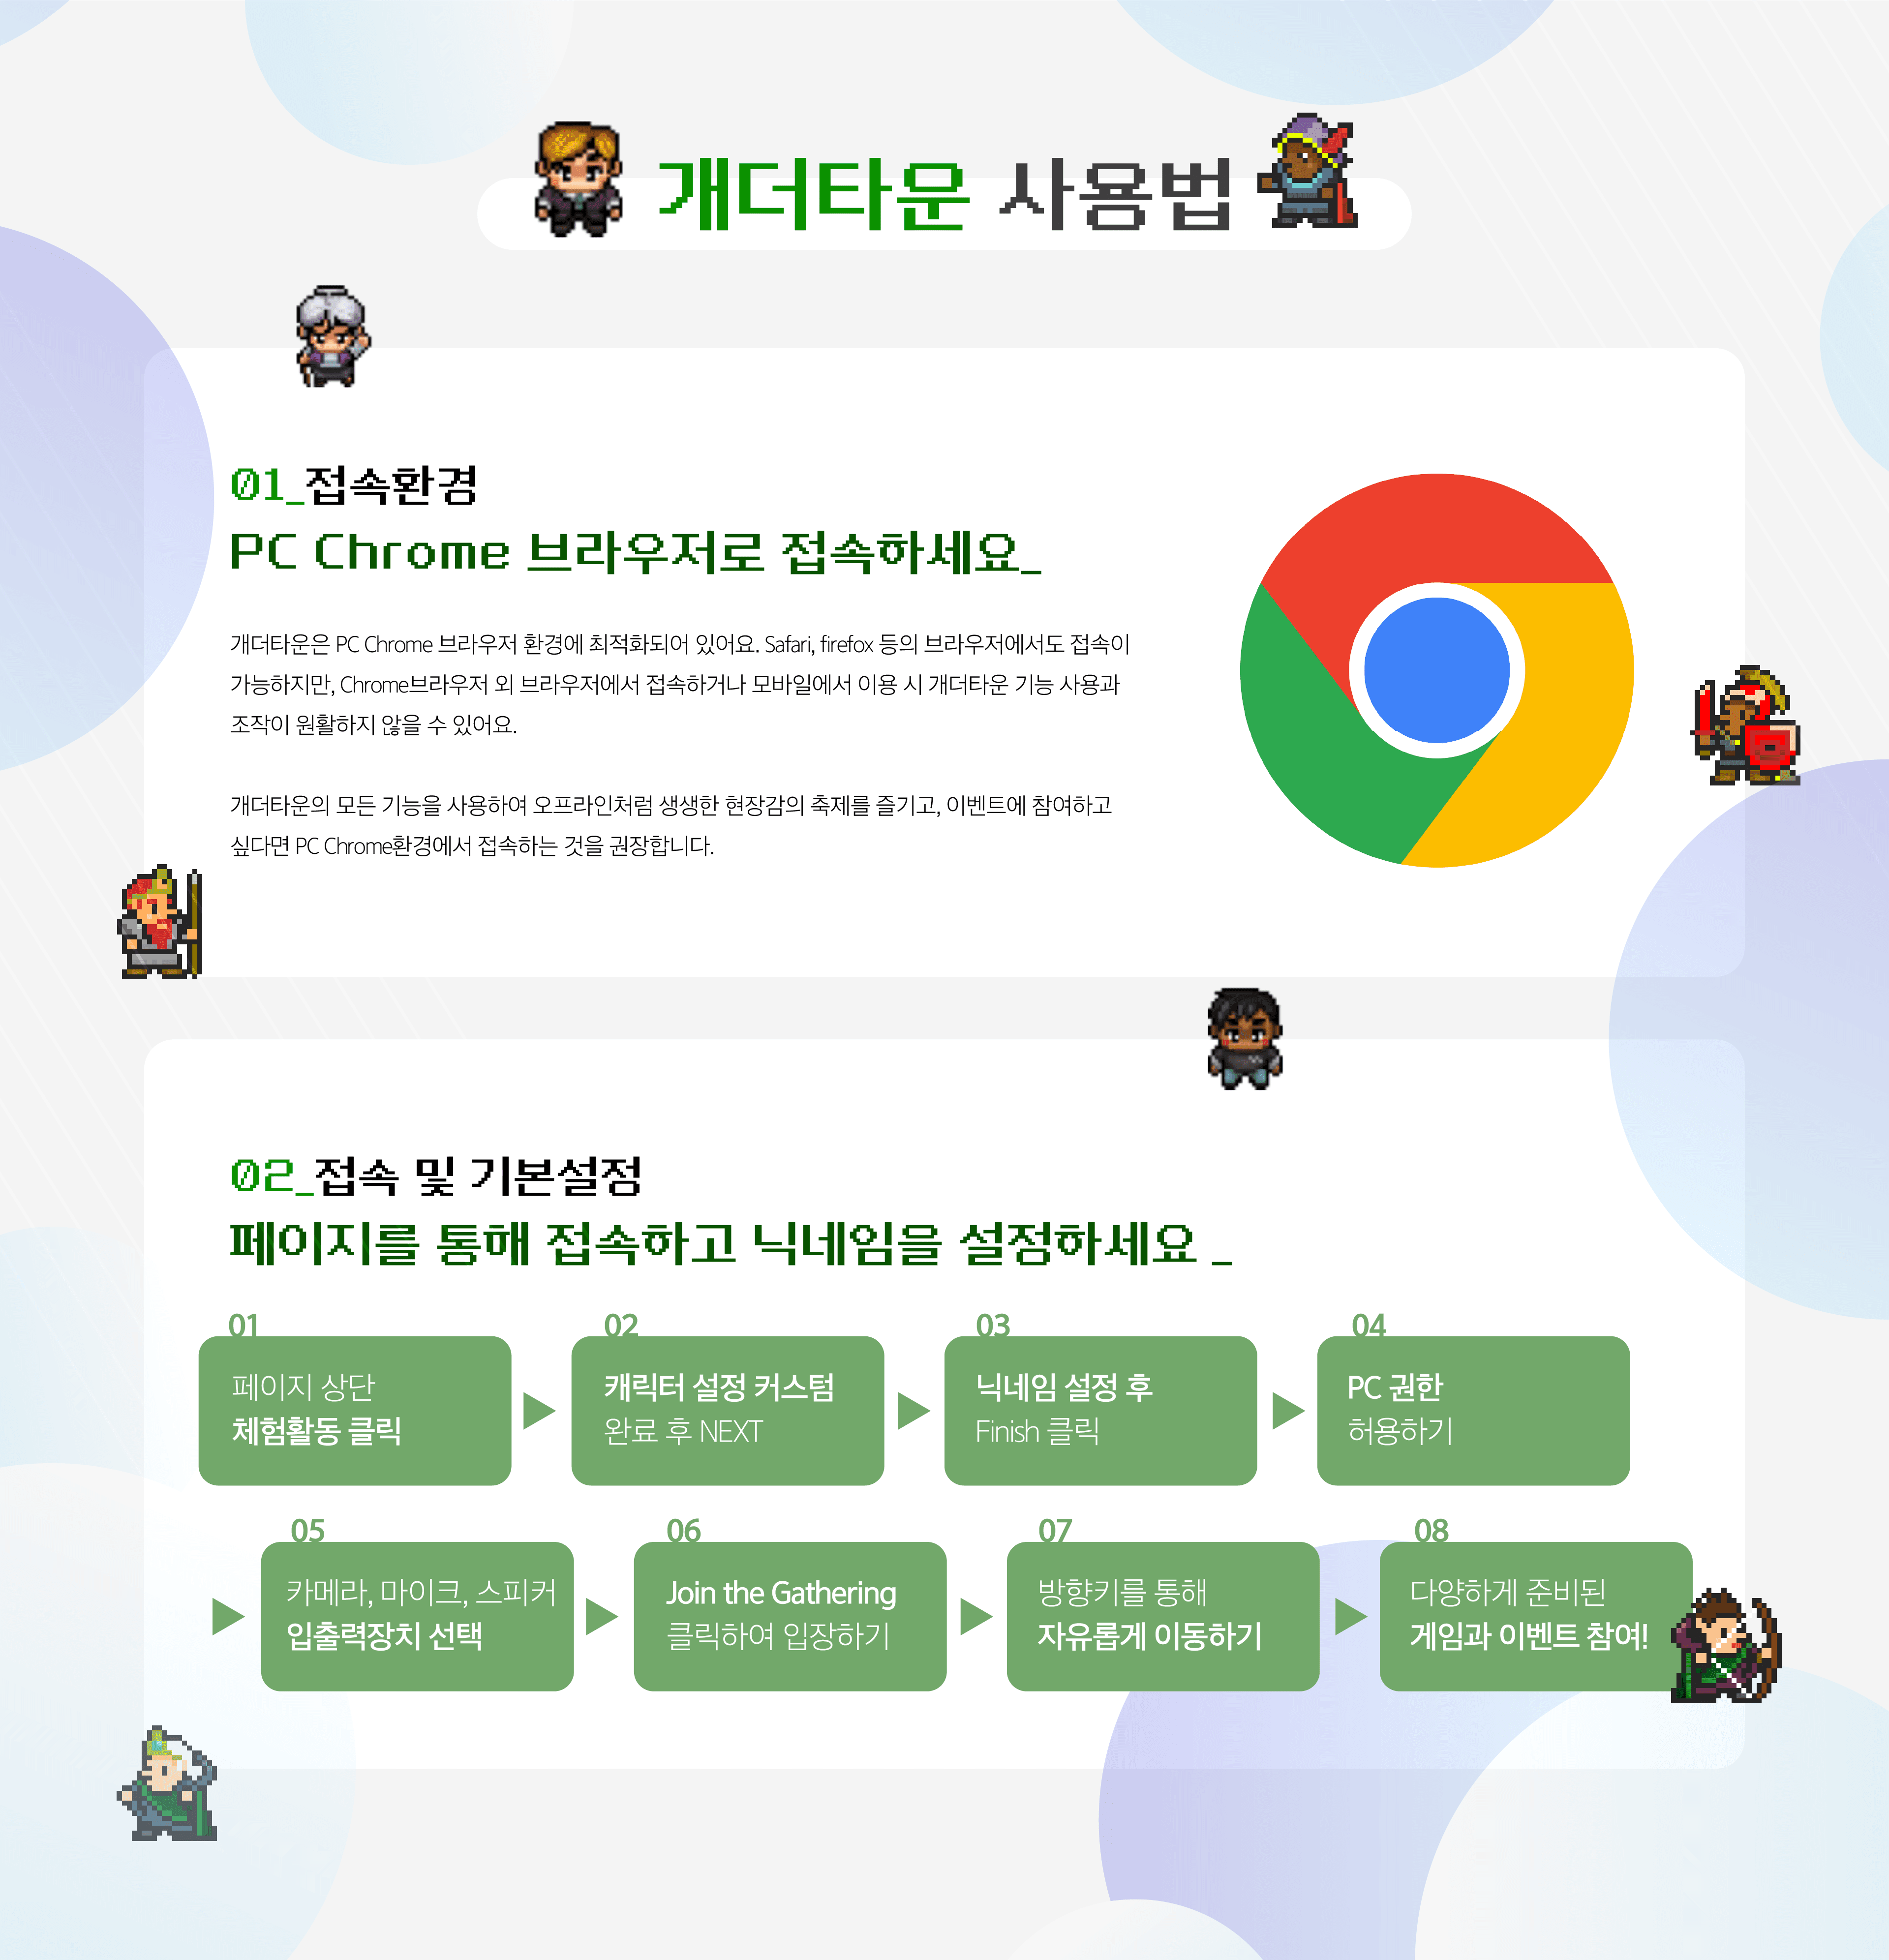 개더타운 사용법
01_접속환경
PC Chrome 브라우저로 접속하세요_
개더타운은 PC Chrome 브라우저 환경에 최적화되어 있어요. Safari, firefox 등의 브라우저에서도 접속이
가능하지만, Chrome브라우저 외 브라우저에서 접속하거나 모바일에서 이용 시 개더타운 기능 사용과
조작이 원활하지 않을 수 있어요.
개더타운의 모든 기능을 사용하여 오프라인처럼 생생한 현장감의 축제를 즐기고, 이벤트에 참여하고
싶다면 PC Chrome환경에서 접속하는 것을 권장합니다.
02_접속 및 기본설정
페이지를 통해 접속하고 닉네임을 설정하세요 _
01
페이지 상단
체험활동 클릭
02
캐릭터 설정 커스텀
완료 후 NEXT
03
닉네임 설정 후
Finish 클릭
04
PC 권한
허용하기
05
카메라, 마이크, 스피커
입출력장치 선택
06
Join the Gathering
클릭하여 입장하기
07
방향키를 통해
자유롭게 이동하기
08
다양하게 준비된
게임과 이벤트 참여!